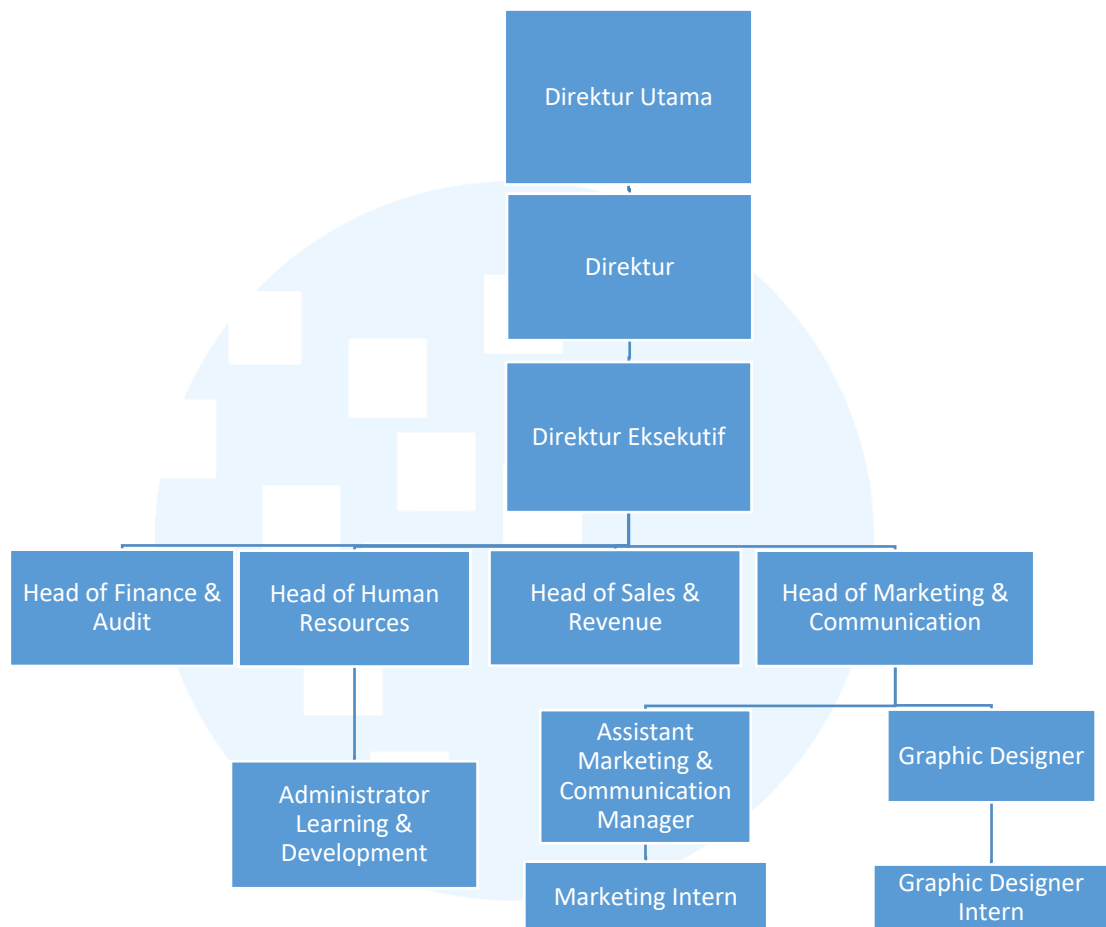 Direktur Utama
Direktur
Direktur Eksekutif
Head of Finance &
Audit
Head of Human
Resources
Head of Sales &
Revenue
Head of Marketing &
Communication
Administrator
Learning &
Development
Assistant
Marketing &
Communication
Manager
Graphic Designer
Marketing Intern
Graphic Designer
Intern